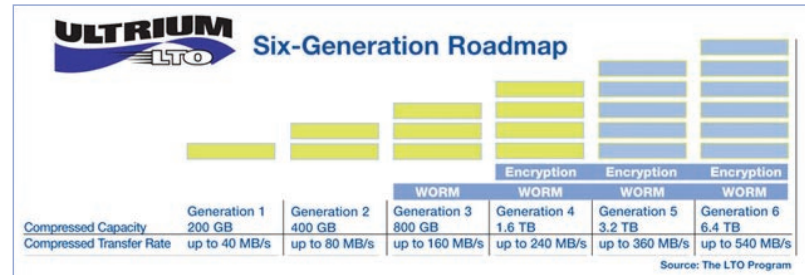 ULTRIUM
LTO
Six-Generation Roadmap
Encryption Encryption Encryption
WORM WORM WORM WORM
Generation 1 Generation 2 Generation 3 Generation 4 Generation 5 Generation 6
Compressed Capacity 200 GB 400 GB 800 GB 1.6 TB 3.2 TB 6.4 TB
Compressed Transfer Rate up to 40 MB/s up to 80 MB/s up to 160 MB/s up to 240 MB/s up to 360 MB/s up to 540 MB/s
Source: The LTO Program